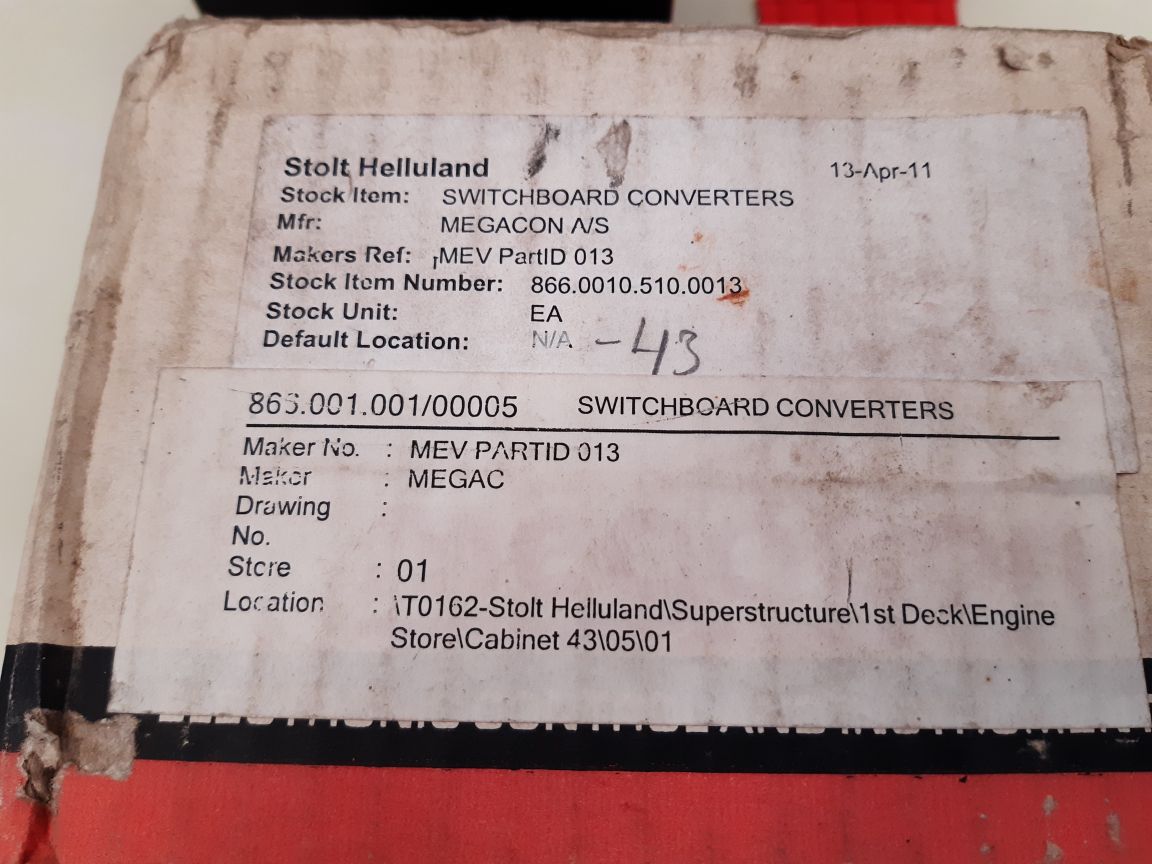 Stolt Helluland 13-Apr-11
Stock Item: SWITCHBOARD CONVERTERS
Mfr: MEGACON A/S
Makers Ref: MEV PartID 013
Stock Item Number: 866.0010.510.0013
Stock Unit: EA
Default Location: N/A -43
866.001.001/00005 SWITCHBOARD CONVERTERS
Maker No. : MEV PARTID 013
Maker : MEGAC
Drawing :
No.
Store : 01
Location : \T0162-Stolt Helluland\Superstructure\1st Deck\Engine
Store\Cabinet 43\05\01